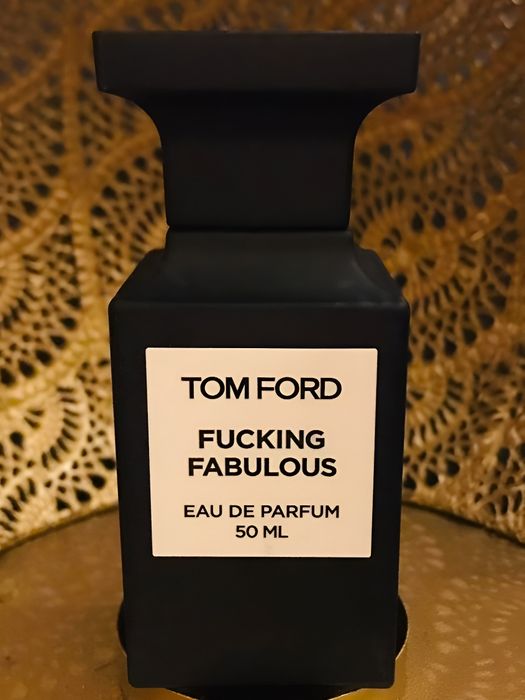 TOM FORD
FUCKING
FABULOUS
EAU DE PARFUM
50 ML